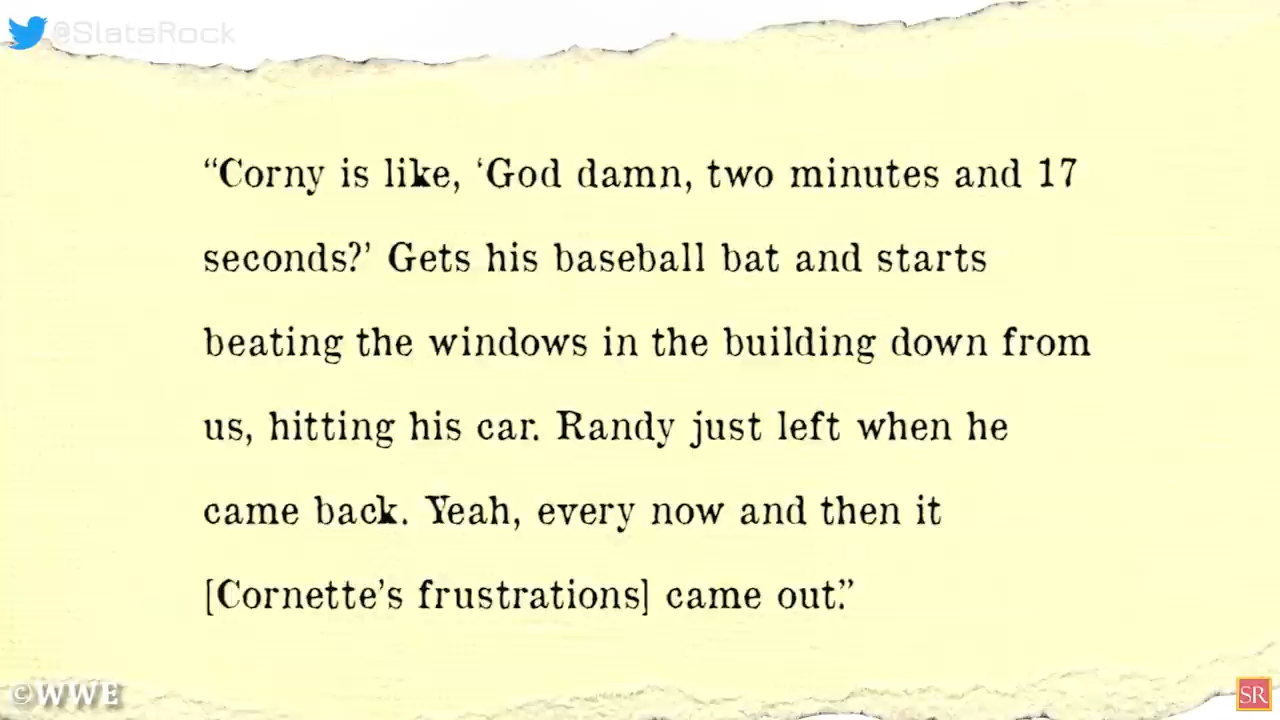 @SlatsRock
“Corny is like, ‘God damn, two minutes and 17
seconds?’ Gets his baseball bat and starts
beating the windows in the building down from
us, hitting his car. Randy just left when he
came back. Yeah, every now and then it
[Cornette’s frustrations] came out.”
©WWE
SR